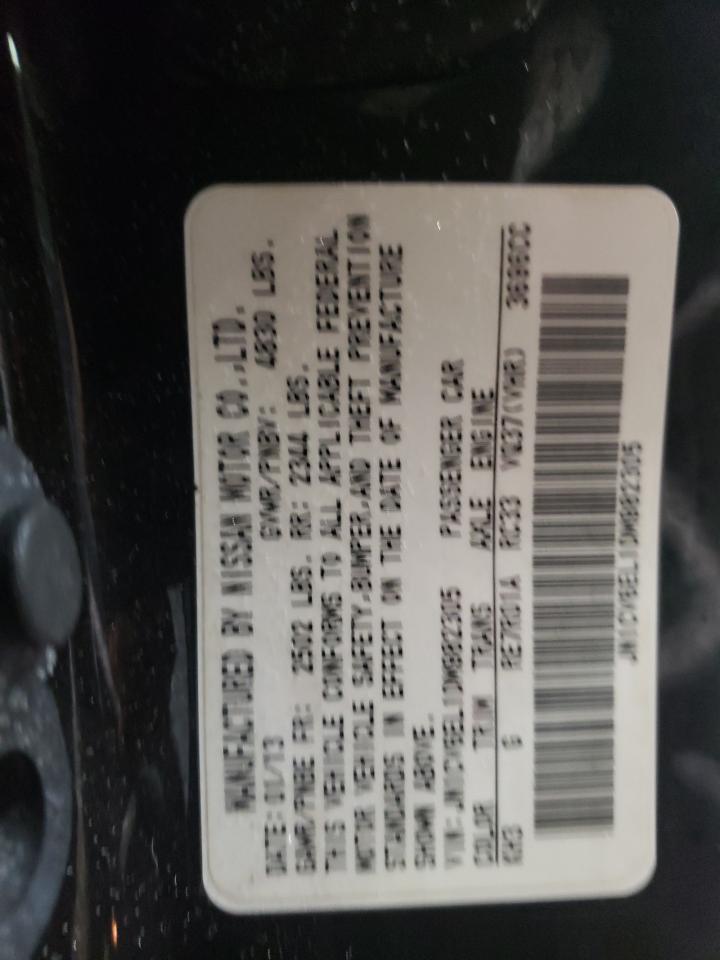 MANUFACTURED BY NISSAN MOTOR CO.,LTD.
DATE: 01/13 GVWR/PNBV: 4830 LBS.
GAWR/PNBE FR: 2502 LBS. RR: 2344 LBS.
THIS VEHICLE CONFORMS TO ALL APPLICABLE FEDERAL
MOTOR VEHICLE SAFETY,BUMPER,AND THEFT PREVENTION
STANDARDS IN EFFECT ON THE DATE OF MANUFACTURE
SHOWN ABOVE.
VIN: JN1CV6EL1DM982305 PASSENGER CAR
COLOR TRIM TRANS AXLE ENGINE
KH3 G RE7R01A RC33 VQ37(VHR) 3696CC
JN1CV6EL1DM982305